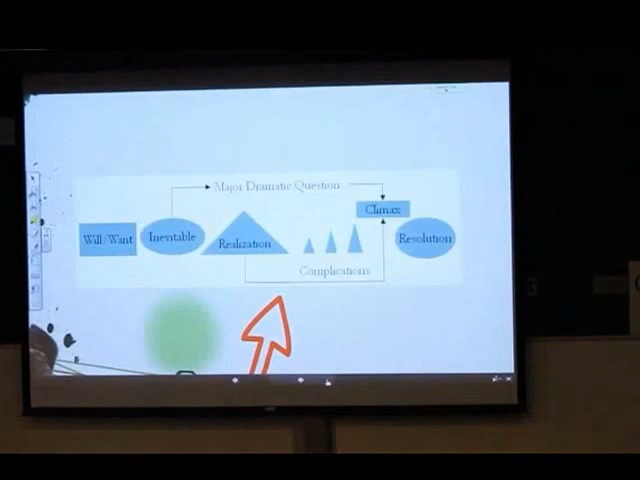 Major Dramatic Question
Climax
Will/Want
Inevitable
Realization
Resolution
Complications